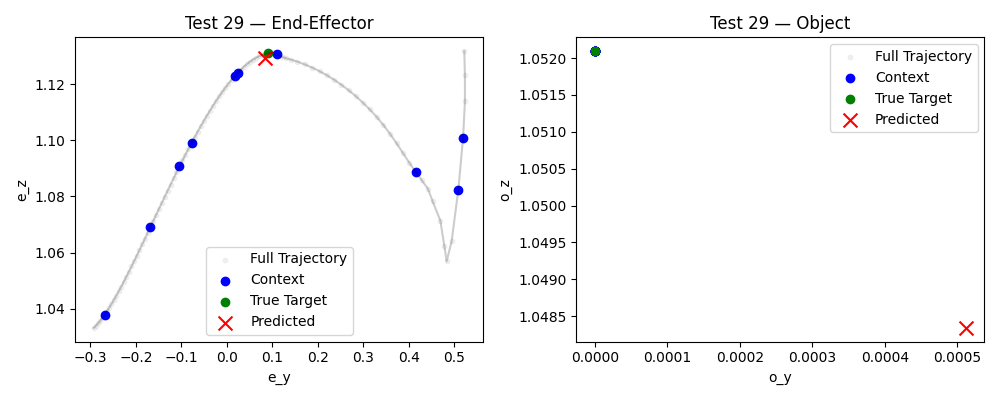 Test 29 — End-Effector
1.12
1.10
1.08
1.06
1.04
e_z
−0.3 −0.2 −0.1 0.0 0.1 0.2 0.3 0.4 0.5
e_y
Full Trajectory
Context
True Target
Predicted
Test 29 — Object
1.0520
1.0515
1.0510
1.0505
1.0500
1.0495
1.0490
1.0485
o_z
0.0000 0.0001 0.0002 0.0003 0.0004 0.0005
o_y
Full Trajectory
Context
True Target
Predicted